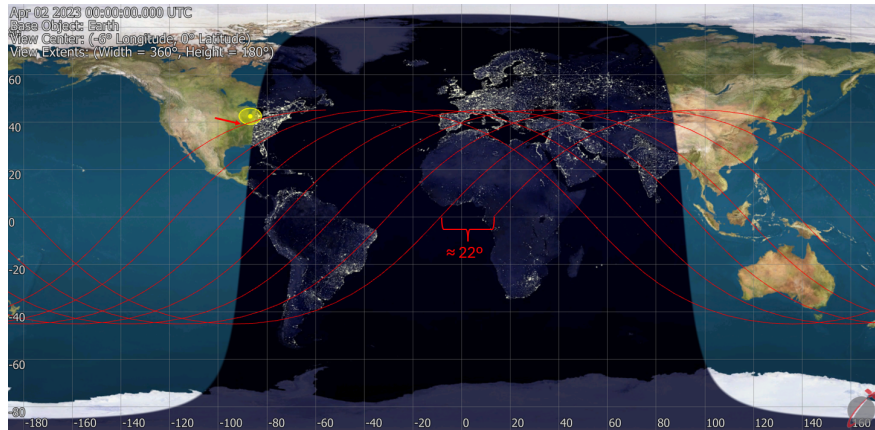 Apr 02 2023 00:00:00.000 UTC
Base Object: Earth
View Center: (-6° Longitude, 0° Latitude)
View Extents: (Width = 360°, Height = 180°)
60
40
20
0
≈ 22°
-20
-40
-60
-80
-180 -160 -140 -120 -100 -80 -60 -40 -20 0 20 40 60 80 100 120 140 160